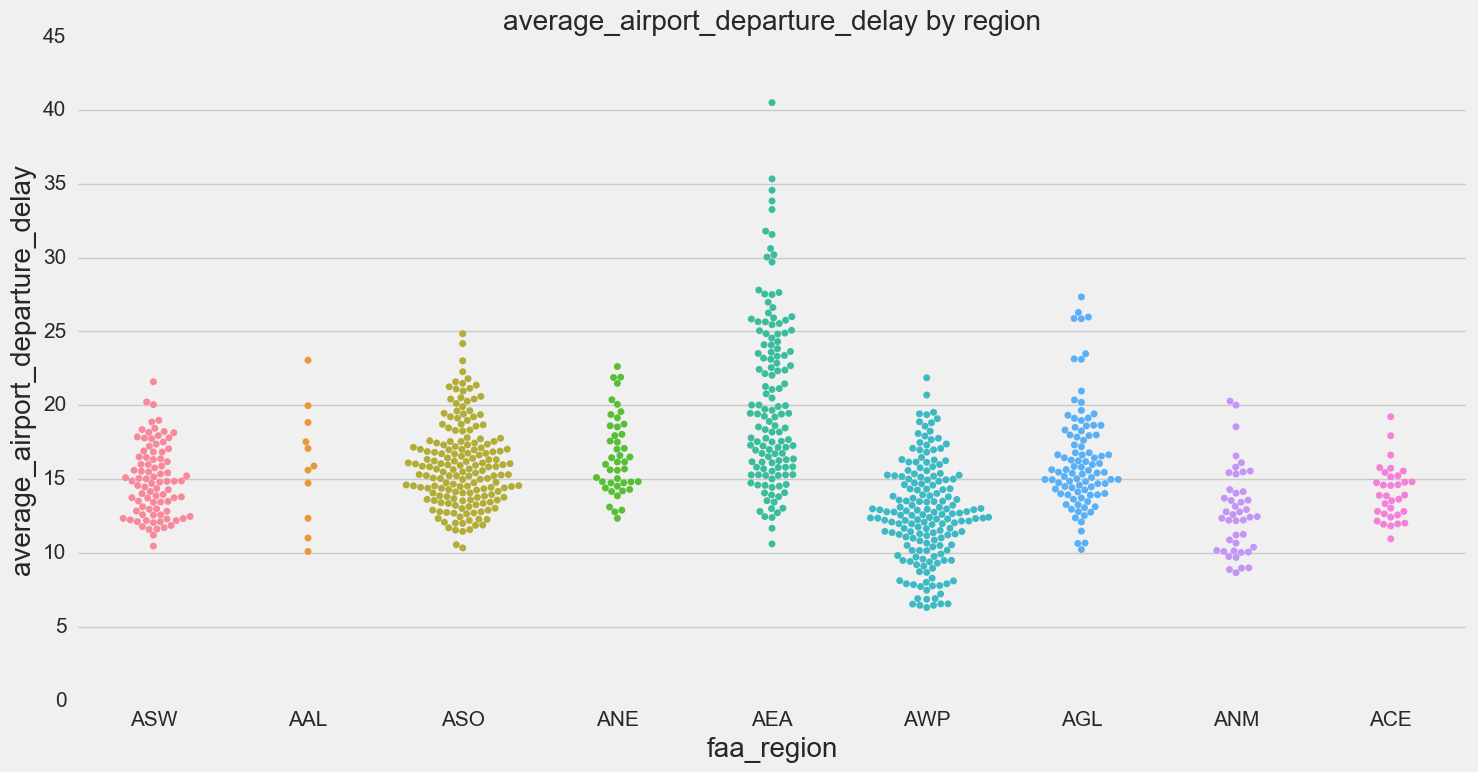 average_airport_departure_delay by region
average_airport_departure_delay
45
40
35
30
25
20
15
10
5
0
ASW AAL ASO ANE AEA AWP AGL ANM ACE
faa_region